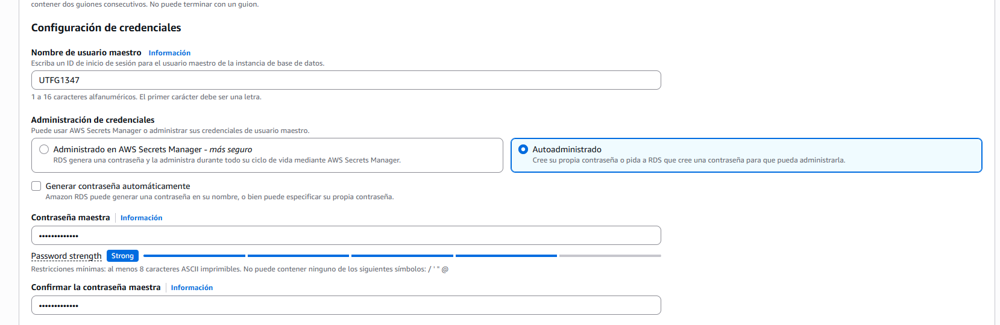 contener dos guiones consecutivos. No puede terminar con un guion.
Configuración de credenciales
Nombre de usuario maestro Información
Escriba un ID de inicio de sesión para el usuario maestro de la instancia de base de datos.
UTFG1347
1 a 16 caracteres alfanuméricos. El primer carácter debe ser una letra.
Administración de credenciales
Puede usar AWS Secrets Manager o administrar sus credenciales de usuario maestro.
Administrado en AWS Secrets Manager - más seguro
RDS genera una contraseña y la administra durante todo su ciclo de vida mediante AWS Secrets Manager.
Autoadministrado
Cree su propia contraseña o pida a RDS que cree una contraseña para que pueda administrarla.
Generar contraseña automáticamente
Amazon RDS puede generar una contraseña en su nombre, o bien puede especificar su propia contraseña.
Contraseña maestra Información
•••••••••••••
Password strength Strong
Restricciones mínimas: al menos 8 caracteres ASCII imprimibles. No puede contener ninguno de los siguientes símbolos: / ' " @
Confirmar la contraseña maestra Información
•••••••••••••